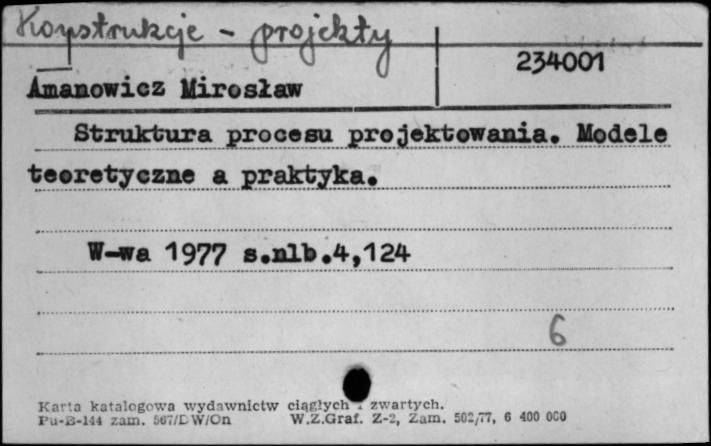 Konstrukcje - projekty
234001
Amanowicz Mirosław
Struktura procesu projektowania. Modele
teoretyczne a praktyka.
W-wa 1977 s.nlb.4,124
6
Karta katalogowa wydawnictw ciągłych i zwartych.
Pu-B-144 zam. 567/DW/On W.Z.Graf. Z-2, Zam. 502/77, 6 400 000